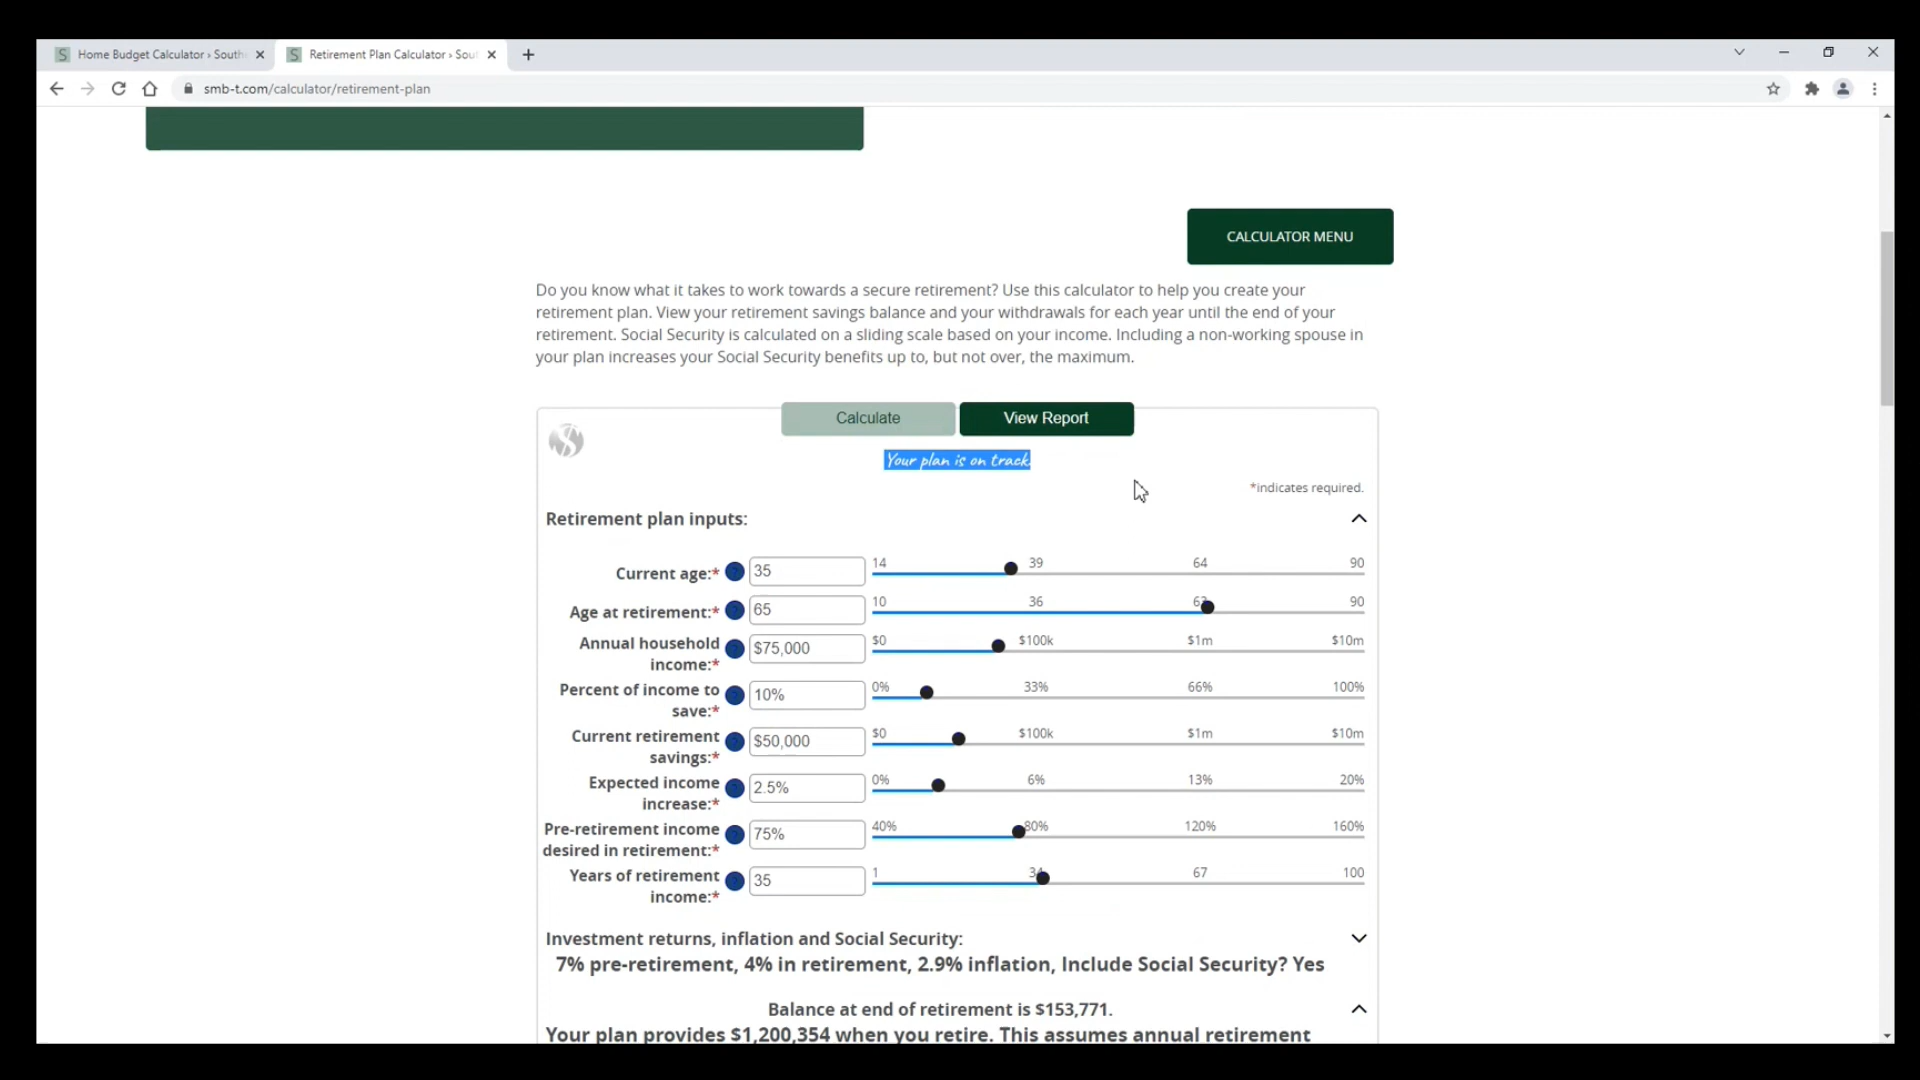 Home Budget Calculator › South
Retirement Plan Calculator › Sou
smb-t.com/calculator/retirement-plan
CALCULATOR MENU
Do you know what it takes to work towards a secure retirement? Use this calculator to help you create your
retirement plan. View your retirement savings balance and your withdrawals for each year until the end of your
retirement. Social Security is calculated on a sliding scale based on your income. Including a non-working spouse in
your plan increases your Social Security benefits up to, but not over, the maximum.
Calculate View Report
Your plan is on track.
*indicates required.
Retirement plan inputs:
Current age:* ? 35 14 39 64 90
Age at retirement:* ? 65 10 36 63 90
Annual household
income:* ? $75,000 $0 $100k $1m $10m
Percent of income to
save:* ? 10% 0% 33% 66% 100%
Current retirement
savings:* ? $50,000 $0 $100k $1m $10m
Expected income
increase:* ? 2.5% 0% 6% 13% 20%
Pre-retirement income
desired in retirement:* ? 75% 40% 80% 120% 160%
Years of retirement
income:* ? 35 1 34 67 100
Investment returns, inflation and Social Security:
7% pre-retirement, 4% in retirement, 2.9% inflation, Include Social Security? Yes
Balance at end of retirement is $153,771.
Your plan provides $1,200,354 when you retire. This assumes annual retirement